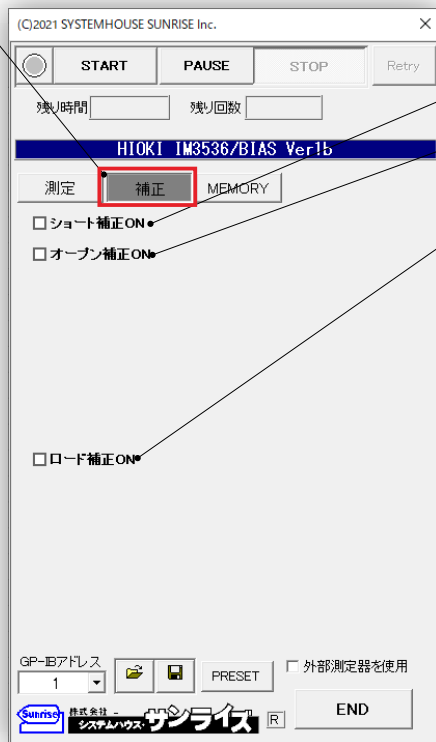 (C)2021 SYSTEMHOUSE SUNRISE Inc.
START PAUSE STOP Retry
残り時間 残り回数
HIOKI IM3536/BIAS Ver1b
測定 補正 MEMORY
ショート補正ON
オープン補正ON
ロード補正ON
GP-IBアドレス
1 PRESET 外部測定器を使用
Sunrise 株式会社 システムハウス・サンライズ R END